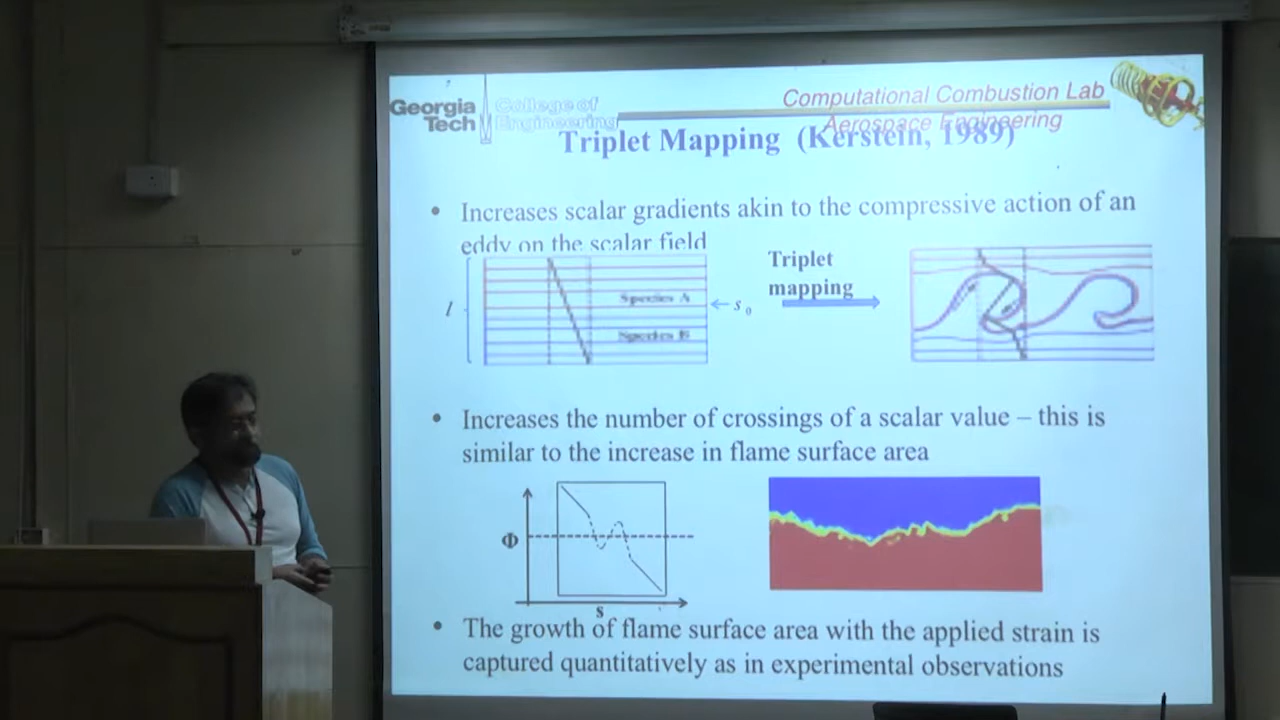 Georgia
Tech
College of
Engineering
Computational Combustion Lab
Aerospace Engineering
Triplet Mapping (Kerstein, 1989)
• Increases scalar gradients akin to the compressive action of an
eddy on the scalar field
l
Species A
Species B
s0
Triplet
mapping
• Increases the number of crossings of a scalar value – this is
similar to the increase in flame surface area
Φ
s
• The growth of flame surface area with the applied strain is
captured quantitatively as in experimental observations